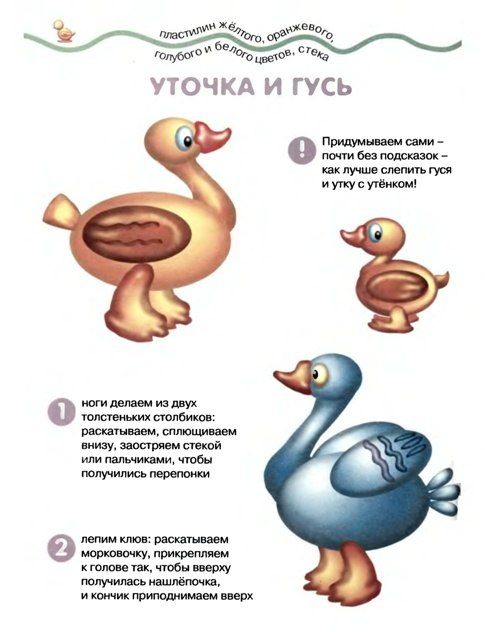 пластилин жёлтого, оранжевого,
голубого и белого цветов, стека
УТОЧКА И ГУСЬ
! Придумываем сами –
почти без подсказок –
как лучше слепить гуся
и утку с утёнком!
1 ноги делаем из двух
толстеньких столбиков:
раскатываем, сплющиваем
внизу, заостряем стекой
или пальчиками, чтобы
получились перепонки
2 лепим клюв: раскатываем
морковочку, прикрепляем
к голове так, чтобы вверху
получилась нашлёпочка,
и кончик приподнимаем вверх